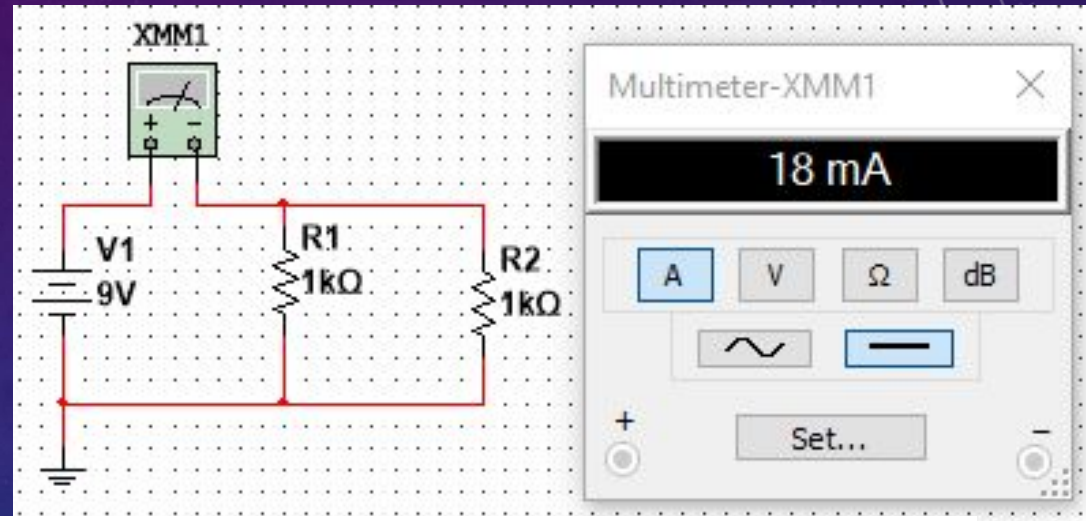 XMM1
+ -
V1
9V
R1
1kΩ
R2
1kΩ
Multimeter-XMM1
18 mA
A V Ω dB
+ -
Set...